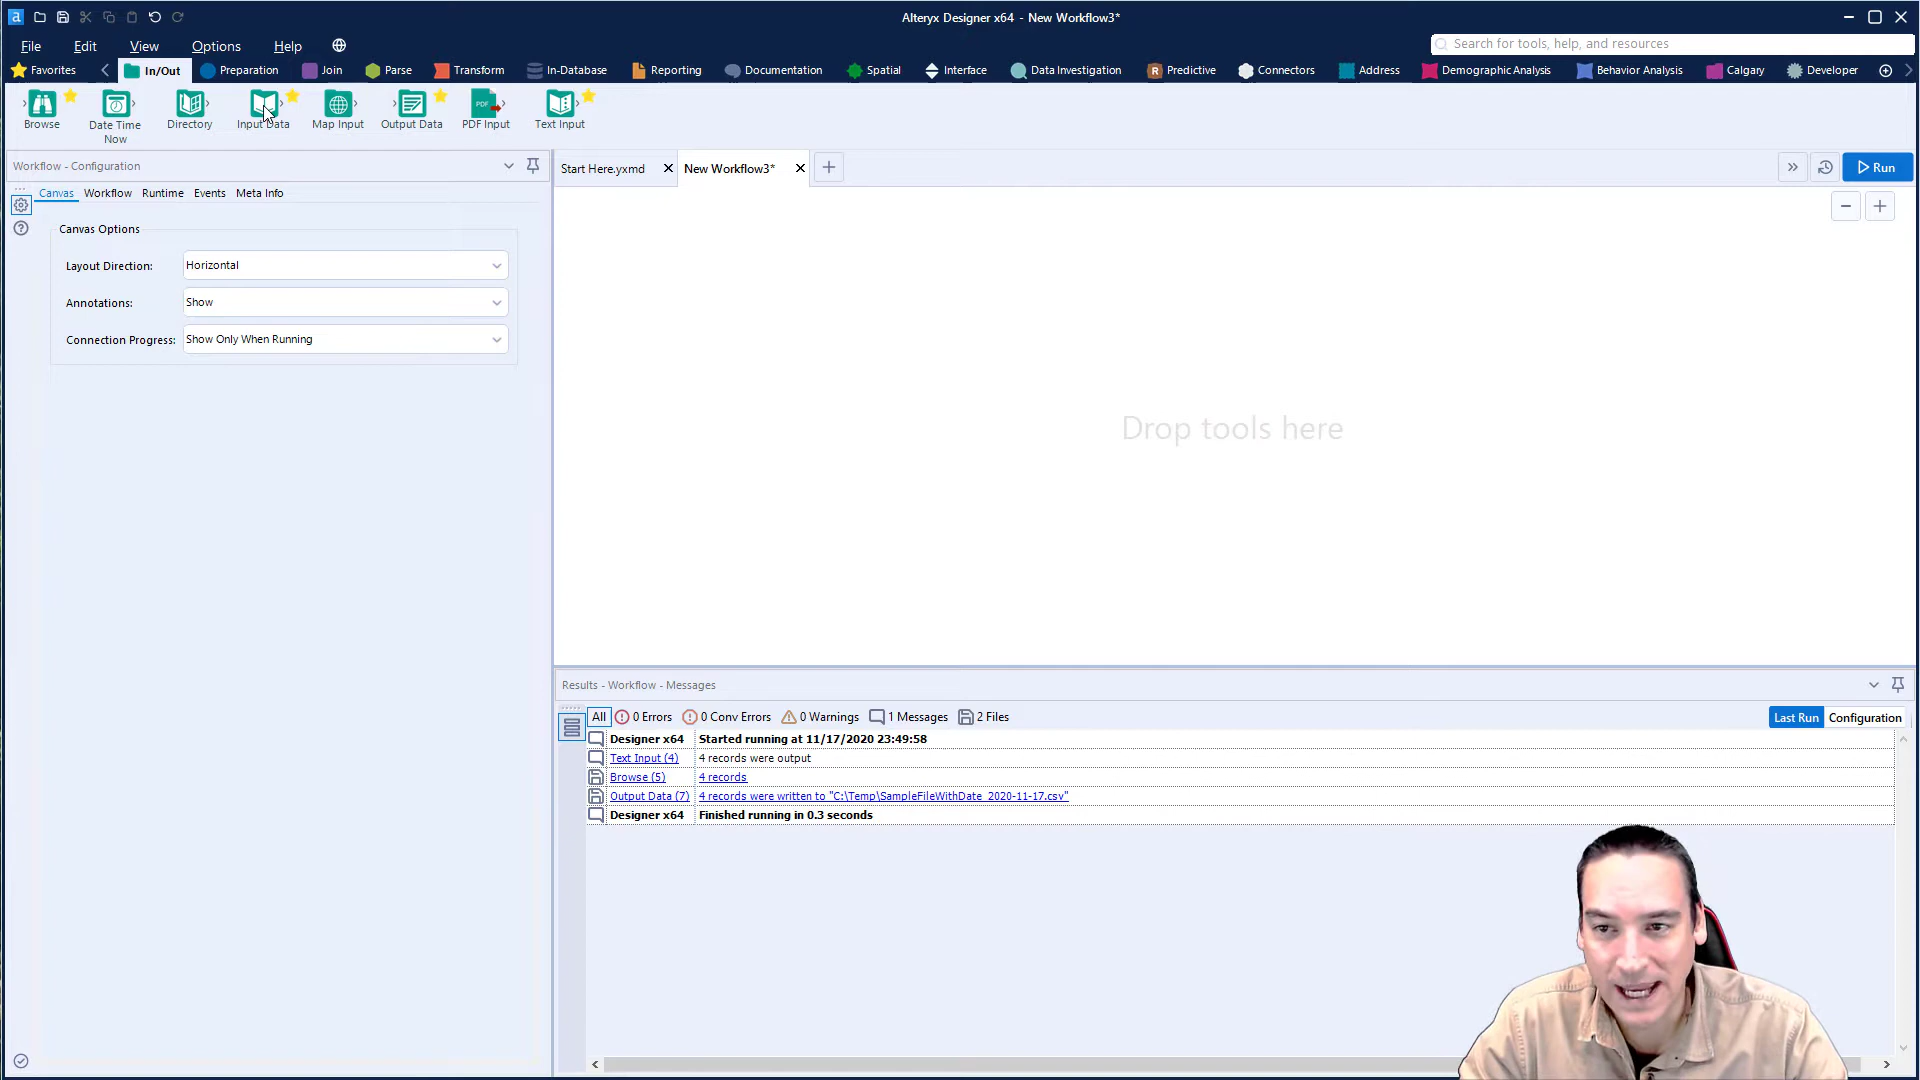 Alteryx Designer x64 - New Workflow3*
File Edit View Options Help
Search for tools, help, and resources
Favorites In/Out Preparation Join Parse Transform In-Database Reporting Documentation Spatial Interface Data Investigation Predictive Connectors Address Demographic Analysis Behavior Analysis Calgary Developer
PDF
Browse Date Time Now Directory Input Data Map Input Output Data PDF Input Text Input
Workflow - Configuration
Start Here.yxmd New Workflow3* Run
Canvas Workflow Runtime Events Meta Info
Canvas Options
Layout Direction: Horizontal
Annotations: Show
Connection Progress: Show Only When Running
Drop tools here
Results - Workflow - Messages
All 0 Errors 0 Conv Errors 0 Warnings 1 Messages 2 Files Last Run Configuration
Designer x64 Started running at 11/17/2020 23:49:58
Text Input (4) 4 records were output
Browse (5) 4 records
Output Data (7) 4 records were written to "C:\Temp\SampleFileWithDate_2020-11-17.csv"
Designer x64 Finished running in 0.3 seconds